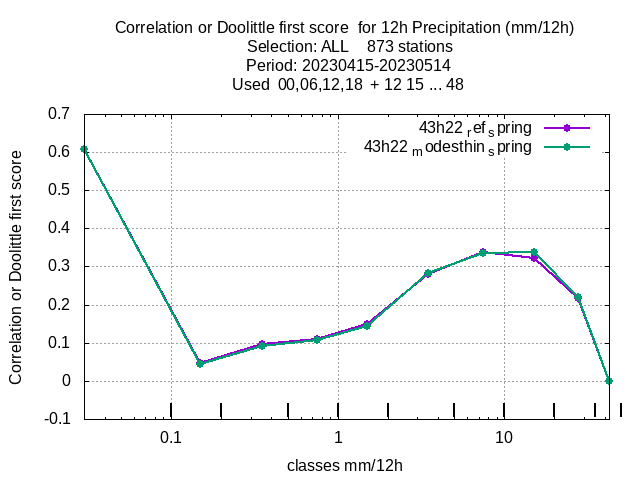 Correlation or Doolittle first score  for 12h Precipitation (mm/12h)
Selection: ALL    873 stations
Period: 20230415-20230514
Used  00,06,12,18  + 12 15 ... 48
43h22 ref spring
43h22 modesthin spring
Correlation or Doolittle first score
0.7
0.6
0.5
0.4
0.3
0.2
0.1
0
-0.1
0.1 1 10
classes mm/12h